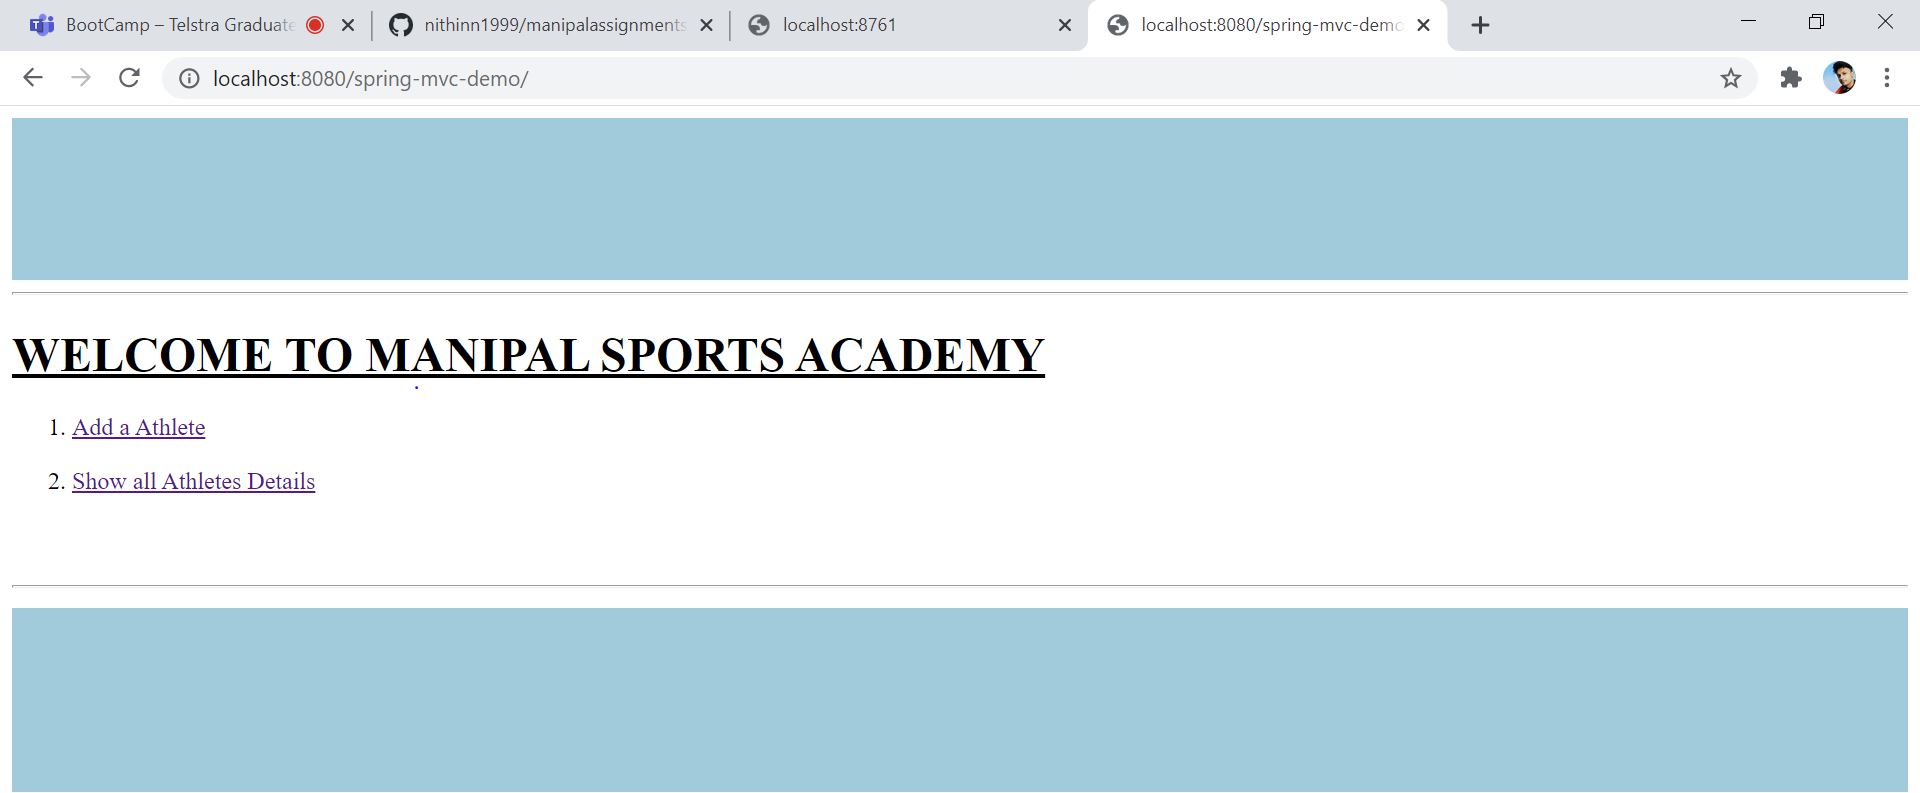 BootCamp – Telstra Graduate
nithinn1999/manipalassignments
localhost:8761
localhost:8080/spring-mvc-demo
localhost:8080/spring-mvc-demo/
WELCOME TO MANIPAL SPORTS ACADEMY
1. Add a Athlete
2. Show all Athletes Details